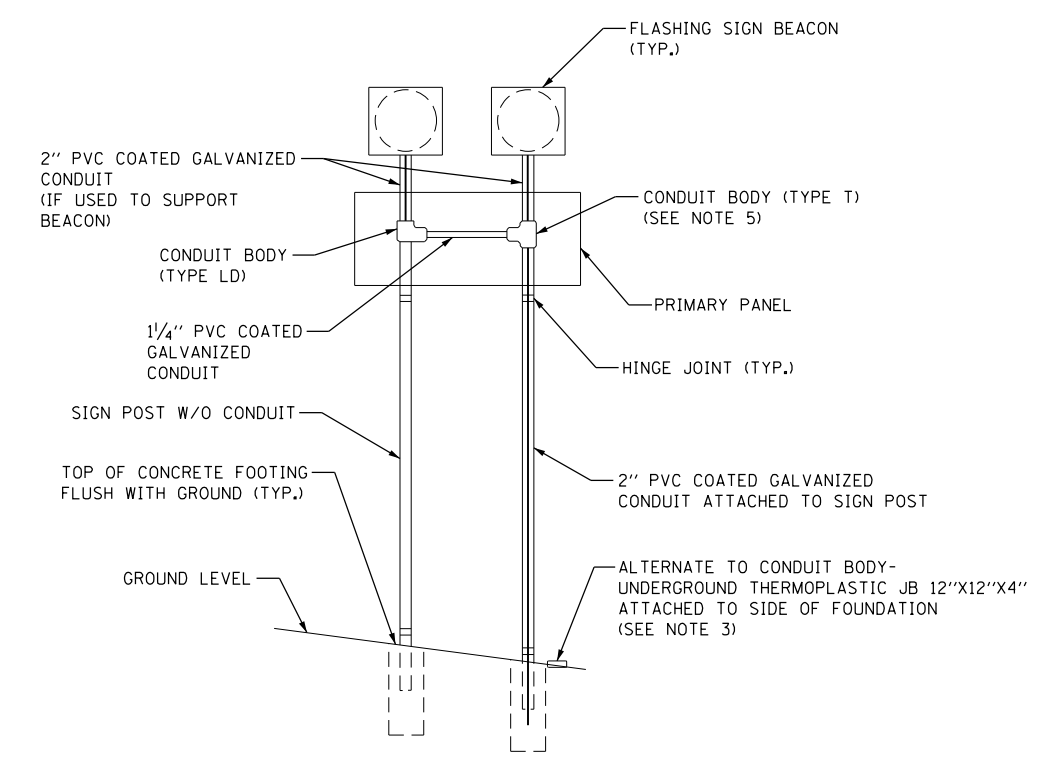 FLASHING SIGN BEACON
(TYP.)
2" PVC COATED GALVANIZED
CONDUIT
(IF USED TO SUPPORT
BEACON)
CONDUIT BODY (TYPE T)
(SEE NOTE 5)
CONDUIT BODY
(TYPE LD)
PRIMARY PANEL
1 1/4" PVC COATED
GALVANIZED
CONDUIT
HINGE JOINT (TYP.)
SIGN POST W/O CONDUIT
TOP OF CONCRETE FOOTING
FLUSH WITH GROUND (TYP.)
2" PVC COATED GALVANIZED
CONDUIT ATTACHED TO SIGN POST
GROUND LEVEL
ALTERNATE TO CONDUIT BODY-
UNDERGROUND THERMOPLASTIC JB 12"X12"X4"
ATTACHED TO SIDE OF FOUNDATION
(SEE NOTE 3)